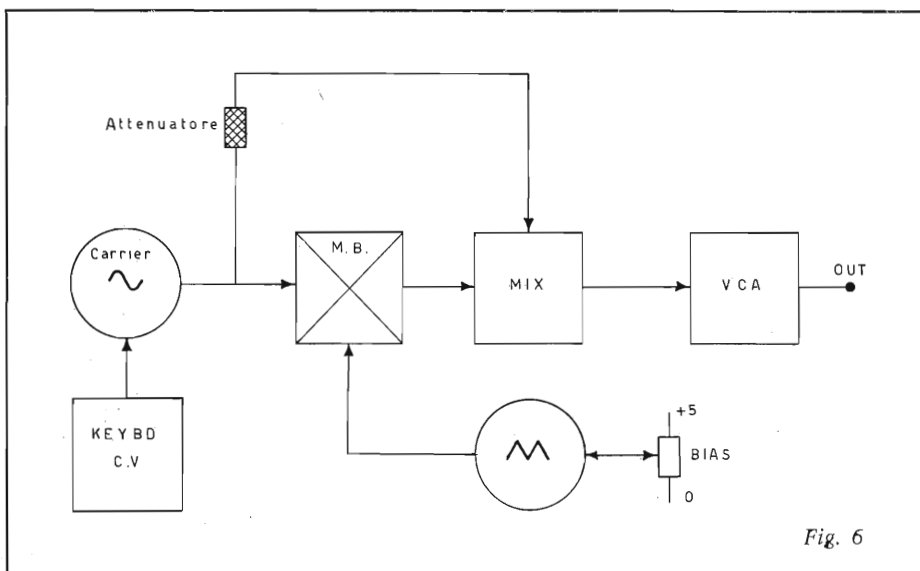 Attenuatore
Carrier
M.B.
MIX
VCA
OUT
KEYBD
C.V
+5
BIAS
0
Fig. 6